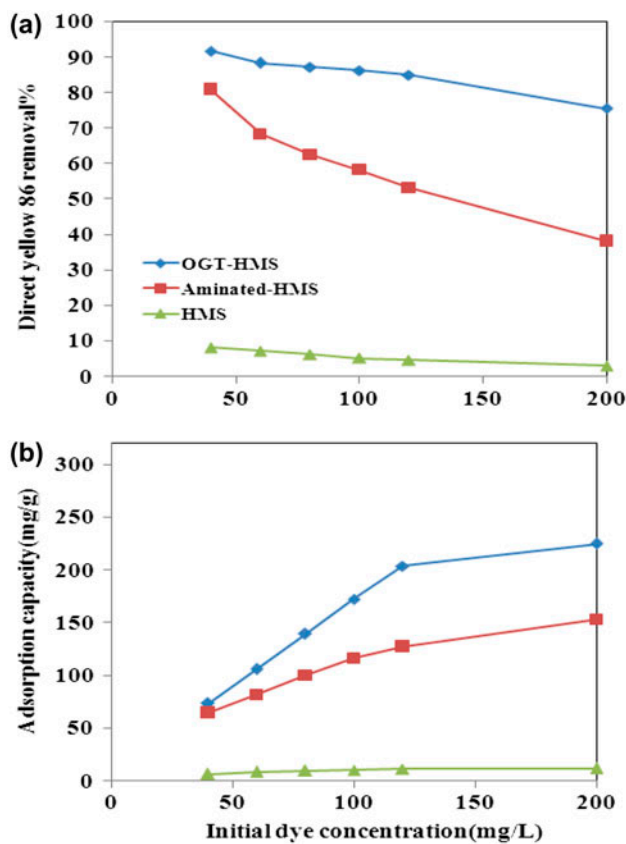 (a)
Direct yellow 86 removal%
100
90
80
70
60
50
40
30
20
10
0
OGT-HMS
Aminated-HMS
HMS
0 50 100 150 200
(b)
Adsorption capacity(mg/g)
300
250
200
150
100
50
0
0 50 100 150 200
Initial dye concentration(mg/L)